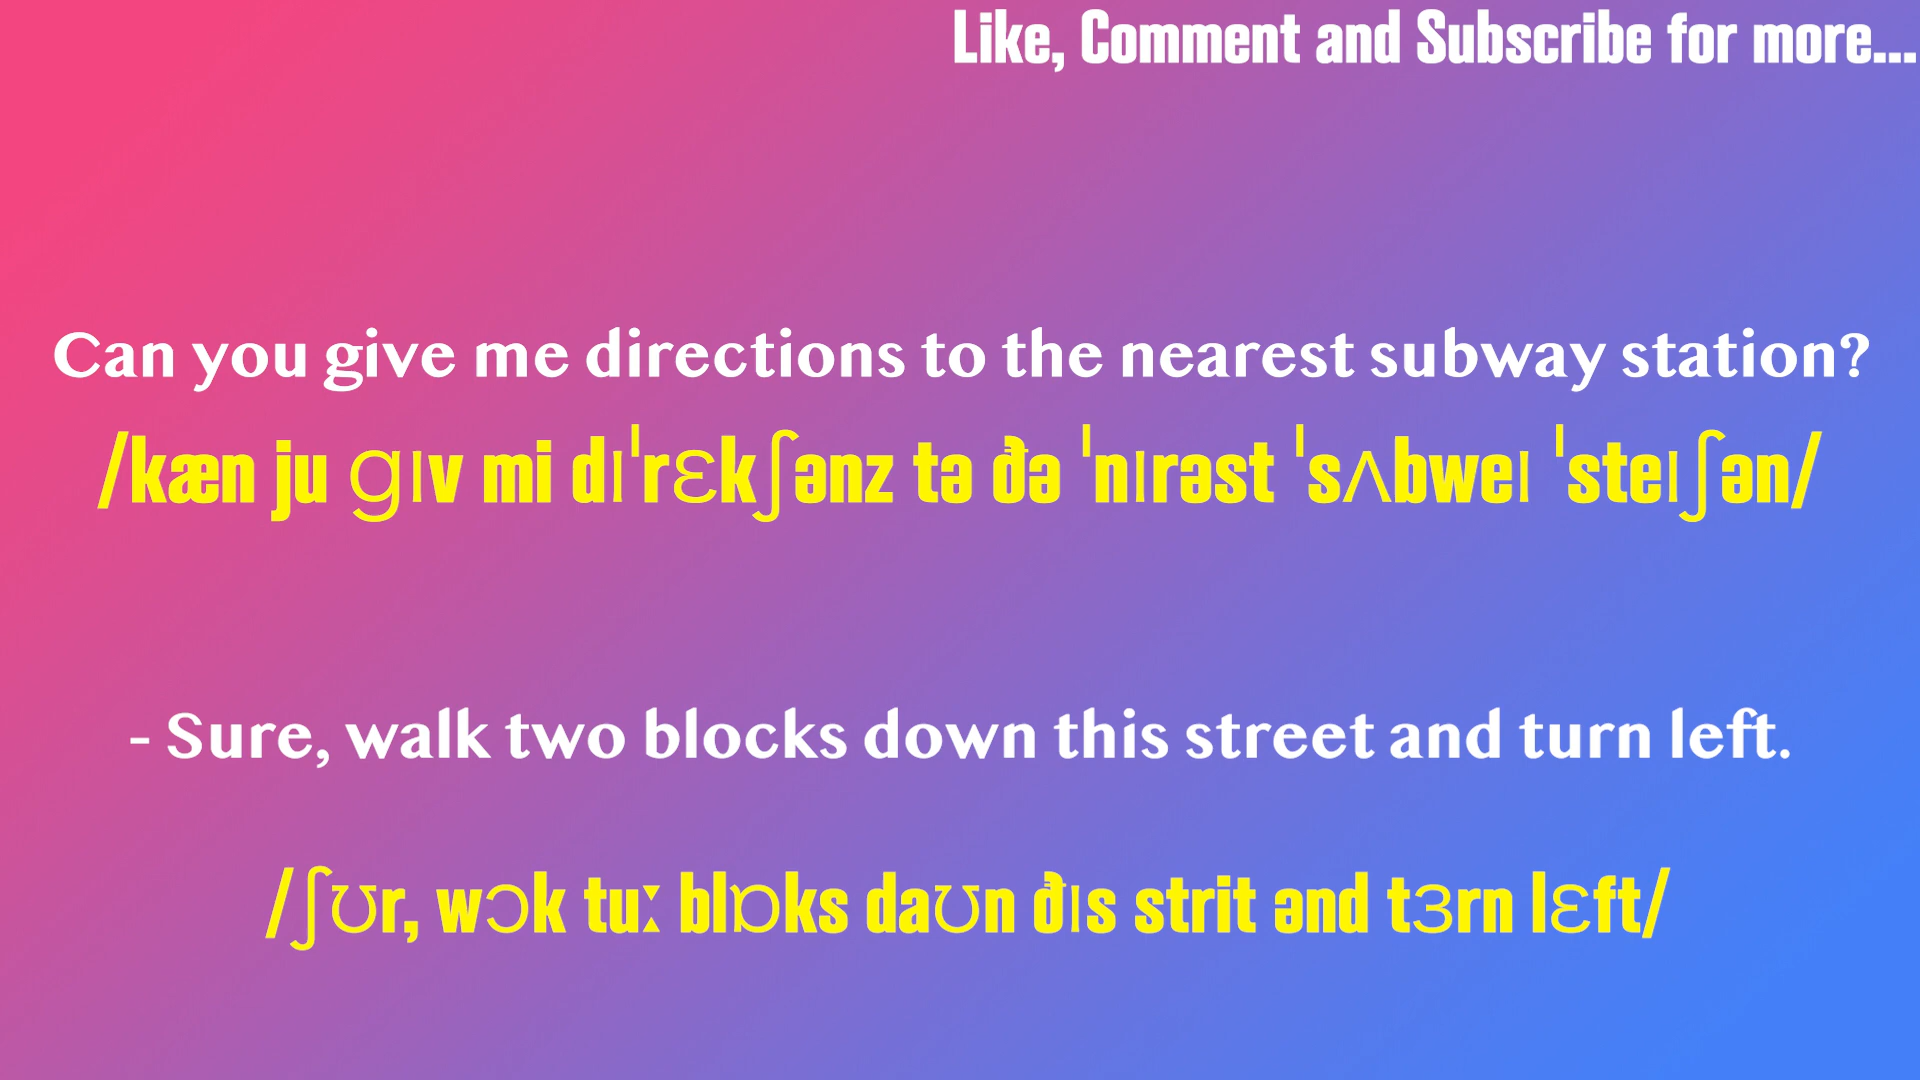 Like, Comment and Subscribe for more...
Can you give me directions to the nearest subway station?
/kæn ju ɡɪv mi dɪˈrɛkʃənz tə ðə ˈnɪrəst ˈsʌbweɪ ˈsteɪʃən/
- Sure, walk two blocks down this street and turn left.
/ʃʊr, wɔk tuː blɒks daʊn ðɪs strit ənd tɜrn lɛft/